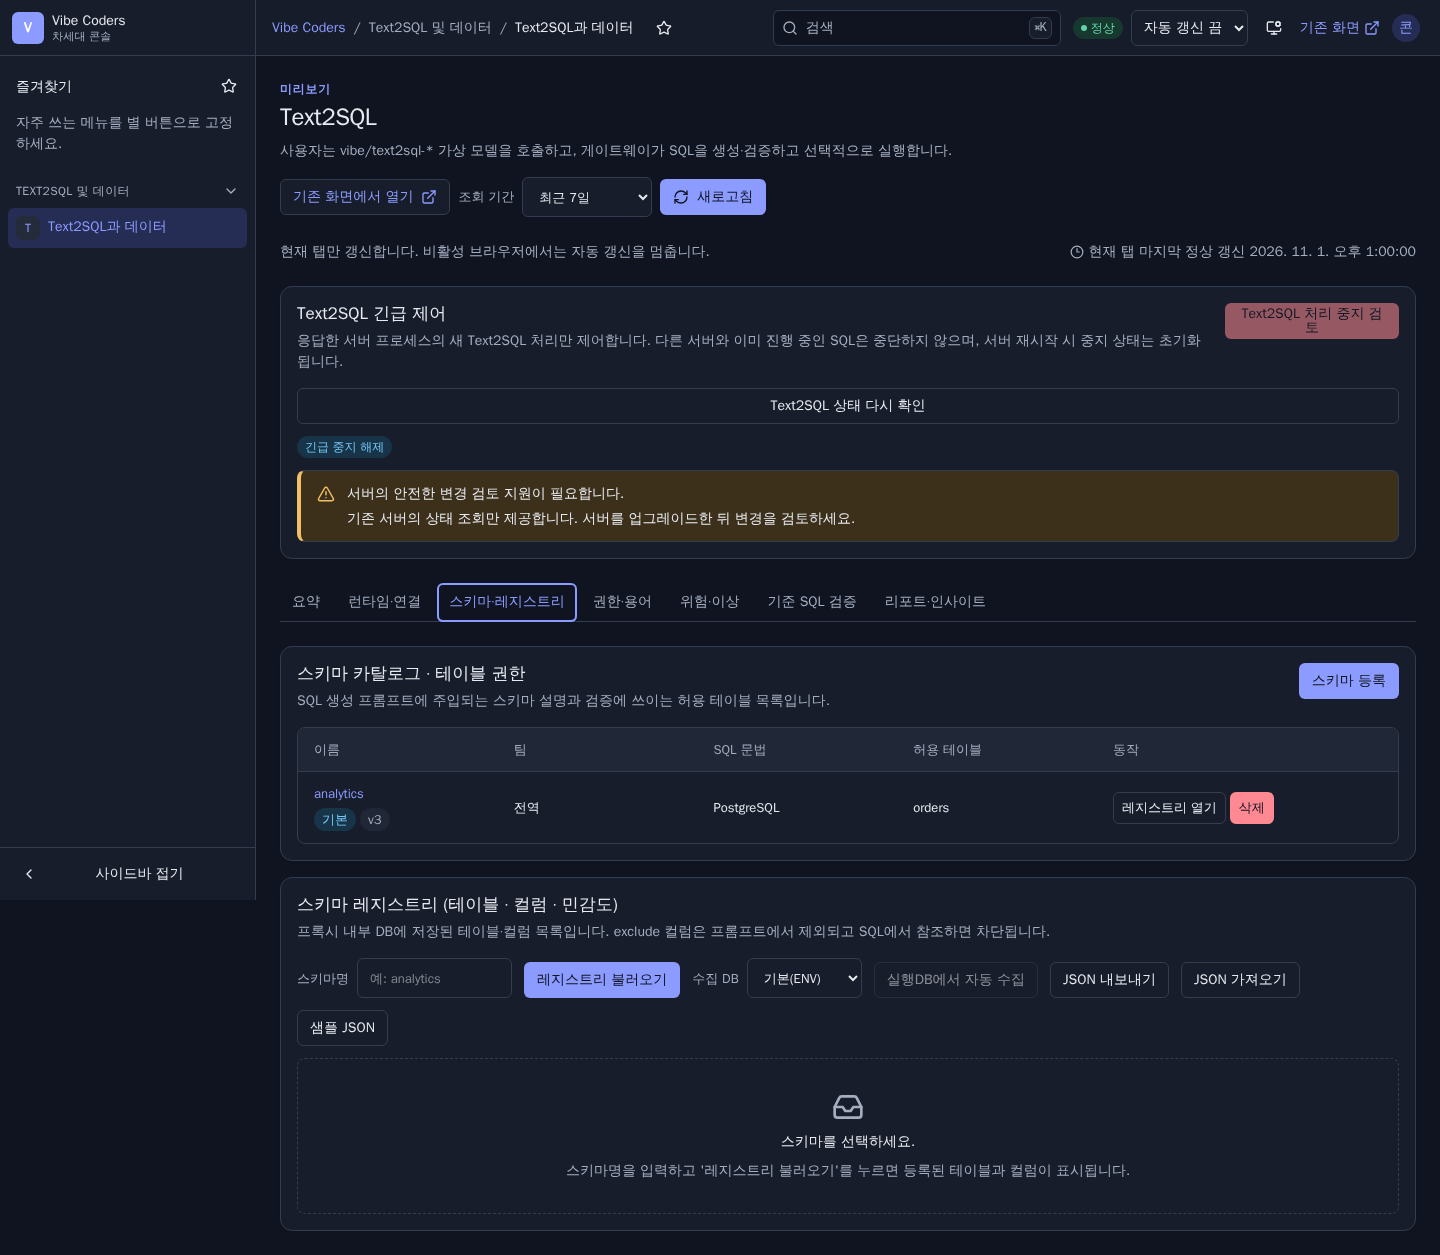 V
Vibe Coders
차세대 콘솔
Vibe Coders / Text2SQL 및 데이터 / Text2SQL과 데이터
검색
⌘K
정상
자동 갱신 끔
기존 화면
콘
즐겨찾기
자주 쓰는 메뉴를 별 버튼으로 고정
하세요.
TEXT2SQL 및 데이터
T
Text2SQL과 데이터
사이드바 접기
미리보기
Text2SQL
사용자는 vibe/text2sql-* 가상 모델을 호출하고, 게이트웨이가 SQL을 생성·검증하고 선택적으로 실행합니다.
기존 화면에서 열기
조회 기간
최근 7일
새로고침
현재 탭만 갱신합니다. 비활성 브라우저에서는 자동 갱신을 멈춥니다.
현재 탭 마지막 정상 갱신 2026. 11. 1. 오후 1:00:00
Text2SQL 긴급 제어
응답한 서버 프로세스의 새 Text2SQL 처리만 제어합니다. 다른 서버와 이미 진행 중인 SQL은 중단하지 않으며, 서버 재시작 시 중지 상태는 초기화
됩니다.
Text2SQL 처리 중지 검
토
Text2SQL 상태 다시 확인
긴급 중지 해제
서버의 안전한 변경 검토 지원이 필요합니다.
기존 서버의 상태 조회만 제공합니다. 서버를 업그레이드한 뒤 변경을 검토하세요.
요약
런타임·연결
스키마·레지스트리
권한·용어
위험·이상
기준 SQL 검증
리포트·인사이트
스키마 카탈로그 · 테이블 권한
SQL 생성 프롬프트에 주입되는 스키마 설명과 검증에 쓰이는 허용 테이블 목록입니다.
스키마 등록
이름
팀
SQL 문법
허용 테이블
동작
analytics
기본
v3
전역
PostgreSQL
orders
레지스트리 열기
삭제
스키마 레지스트리 (테이블 · 컬럼 · 민감도)
프록시 내부 DB에 저장된 테이블·컬럼 목록입니다. exclude 컬럼은 프롬프트에서 제외되고 SQL에서 참조하면 차단됩니다.
스키마명
예: analytics
레지스트리 불러오기
수집 DB
기본(ENV)
실행DB에서 자동 수집
JSON 내보내기
JSON 가져오기
샘플 JSON
스키마를 선택하세요.
스키마명을 입력하고 '레지스트리 불러오기'를 누르면 등록된 테이블과 컬럼이 표시됩니다.